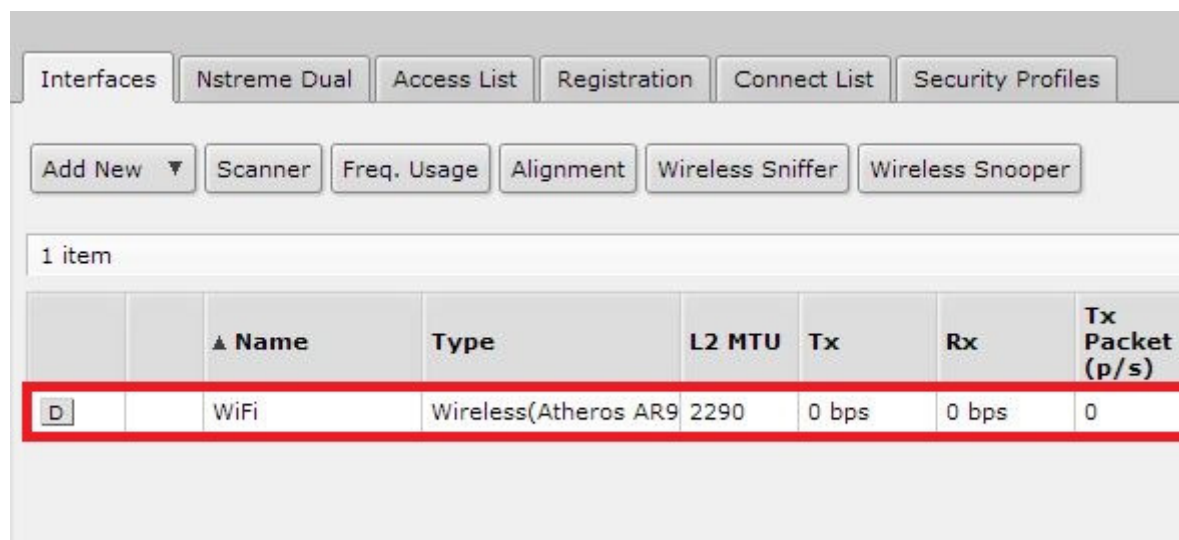 Interfaces Nstreme Dual Access List Registration Connect List Security Profiles
Add New ▼ Scanner Freq. Usage Alignment Wireless Sniffer Wireless Snooper
1 item
▲ Name Type L2 MTU Tx Rx Tx Packet (p/s)
D WiFi Wireless(Atheros AR9 2290 0 bps 0 bps 0